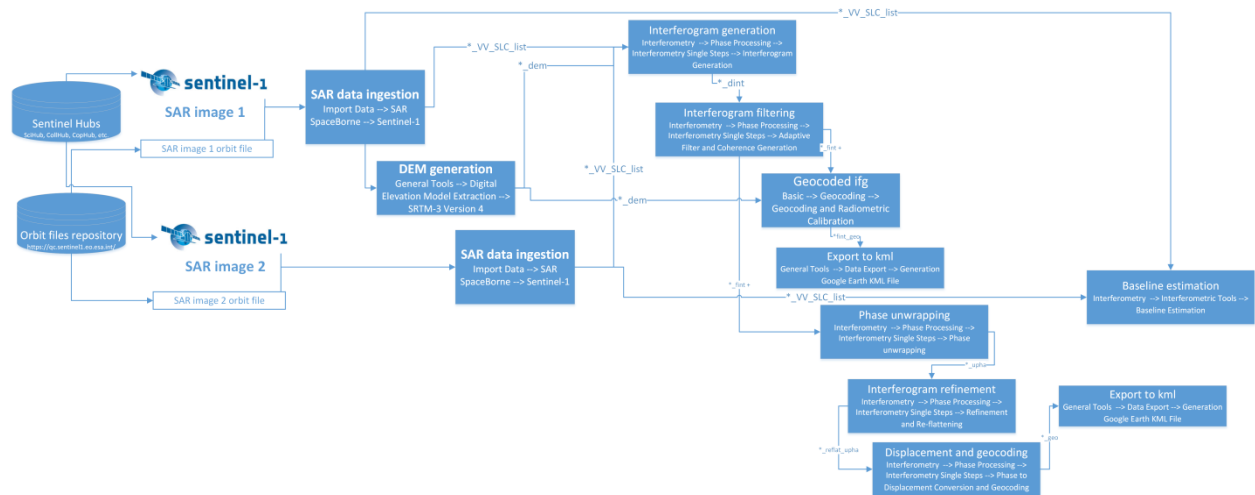 *_VV_SLC_list
Interferogram generation
Interferometry --> Phase Processing -->
Interferometry Single Steps --> Interferogram
Generation
*_VV_SLC_list
*_dem
sentinel-1
SAR image 1
SAR data ingestion
Import Data --> SAR
SpaceBorne --> Sentinel-1
*_dint
Sentinel Hubs
SciHub, CollHub, CopHub, etc.
SAR image 1 orbit file
Interferogram filtering
Interferometry --> Phase Processing -->
Interferometry Single Steps --> Adaptive
Filter and Coherence Generation
*_fint +
*_VV_SLC_list
DEM generation
General Tools --> Digital
Elevation Model Extraction -->
SRTM-3 Version 4
*_dem
Geocoded ifg
Basic --> Geocoding -->
Geocoding and Radiometric
Calibration
*fint_geo
Orbit files repository
https://qc.sentinel1.eo.esa.int/
sentinel-1
SAR image 2
SAR data ingestion
Import Data --> SAR
SpaceBorne --> Sentinel-1
Export to kml
General Tools --> Data Export --> Generation
Google Earth KML File
SAR image 2 orbit file
*_fint +
*_VV_SLC_list
Baseline estimation
Interferometry --> Interferometric Tools -->
Baseline Estimation
Phase unwrapping
Interferometry --> Phase Processing -->
Interferometry Single Steps --> Phase
unwrapping
*_upha
Interferogram refinement
Interferometry --> Phase Processing -->
Interferometry Single Steps --> Refinement
and Re-flattening
Export to kml
General Tools --> Data Export --> Generation
Google Earth KML File
*_reflat_upha
*_geo
Displacement and geocoding
Interferometry --> Phase Processing -->
Interferometry Single Steps --> Phase to
Displacement Conversion and Geocoding